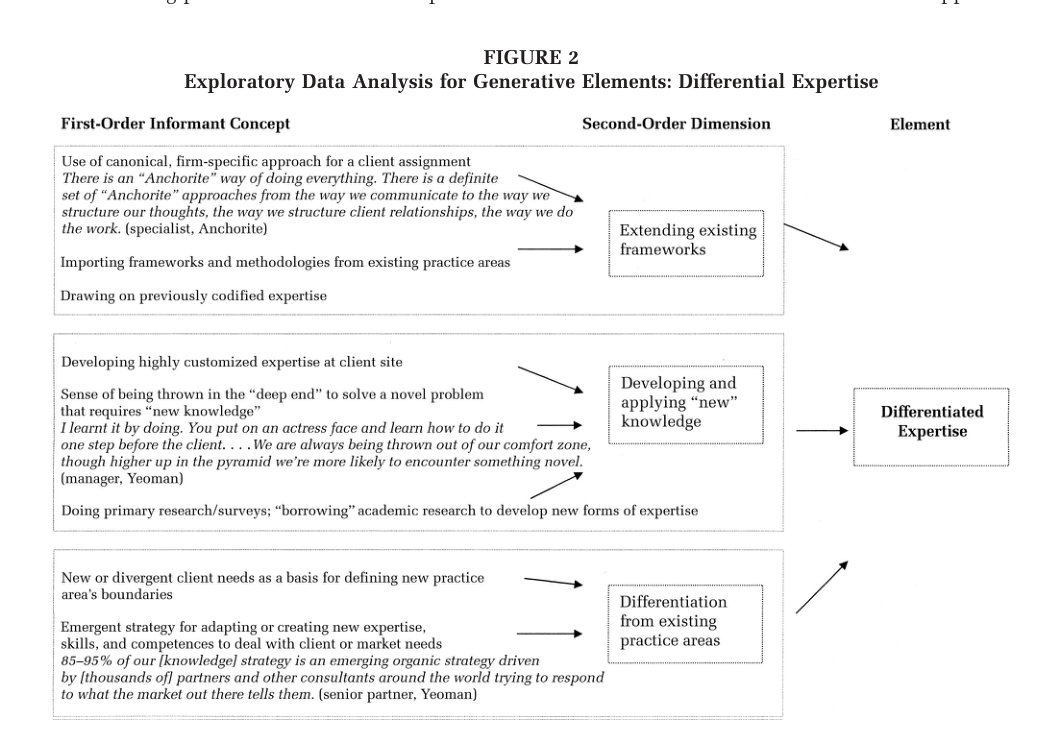 FIGURE 2
Exploratory Data Analysis for Generative Elements: Differential Expertise
First-Order Informant Concept
Second-Order Dimension
Element
Use of canonical, firm-specific approach for a client assignment
There is an “Anchorite” way of doing everything. There is a definite
set of “Anchorite” approaches from the way we communicate to the way we
structure our thoughts, the way we structure client relationships, the way we do
the work. (specialist, Anchorite)
Importing frameworks and methodologies from existing practice areas
Drawing on previously codified expertise
Extending existing
frameworks
Developing highly customized expertise at client site
Sense of being thrown in the “deep end” to solve a novel problem
that requires “new knowledge”
I learnt it by doing. You put on an actress face and learn how to do it
one step before the client. . . . We are always being thrown out of our comfort zone,
though higher up in the pyramid we’re more likely to encounter something novel.
(manager, Yeoman)
Doing primary research/surveys; “borrowing” academic research to develop new forms of expertise
Developing and
applying “new”
knowledge
New or divergent client needs as a basis for defining new practice
area’s boundaries
Emergent strategy for adapting or creating new expertise,
skills, and competences to deal with client or market needs
85–95% of our [knowledge] strategy is an emerging organic strategy driven
by [thousands of] partners and other consultants around the world trying to respond
to what the market out there tells them. (senior partner, Yeoman)
Differentiation
from existing
practice areas
Differentiated
Expertise